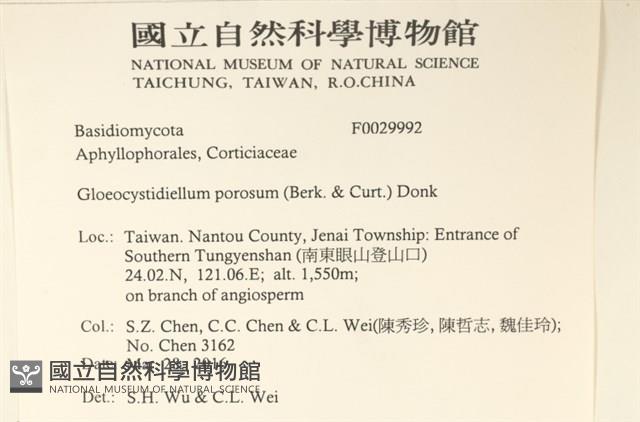 國立自然科學博物館
NATIONAL MUSEUM OF NATURAL SCIENCE
TAICHUNG, TAIWAN, R.O.CHINA
Basidiomycota F0029992
Aphyllophorales, Corticiaceae
Gloeocystidiellum porosum (Berk. & Curt.) Donk
Loc.: Taiwan. Nantou County, Jenai Township: Entrance of
Southern Tungyenshan (南東眼山登山口)
24.02.N, 121.06.E; alt. 1,550m;
on branch of angiosperm
Col.: S.Z. Chen, C.C. Chen & C.L. Wei(陳秀珍, 陳哲志, 魏佳玲);
No. Chen 3162
Date: Mar. 28, 2016
國立自然科學博物館
NATIONAL MUSEUM OF NATURAL SCIENCE
Det.: S.H. Wu & C.L. Wei